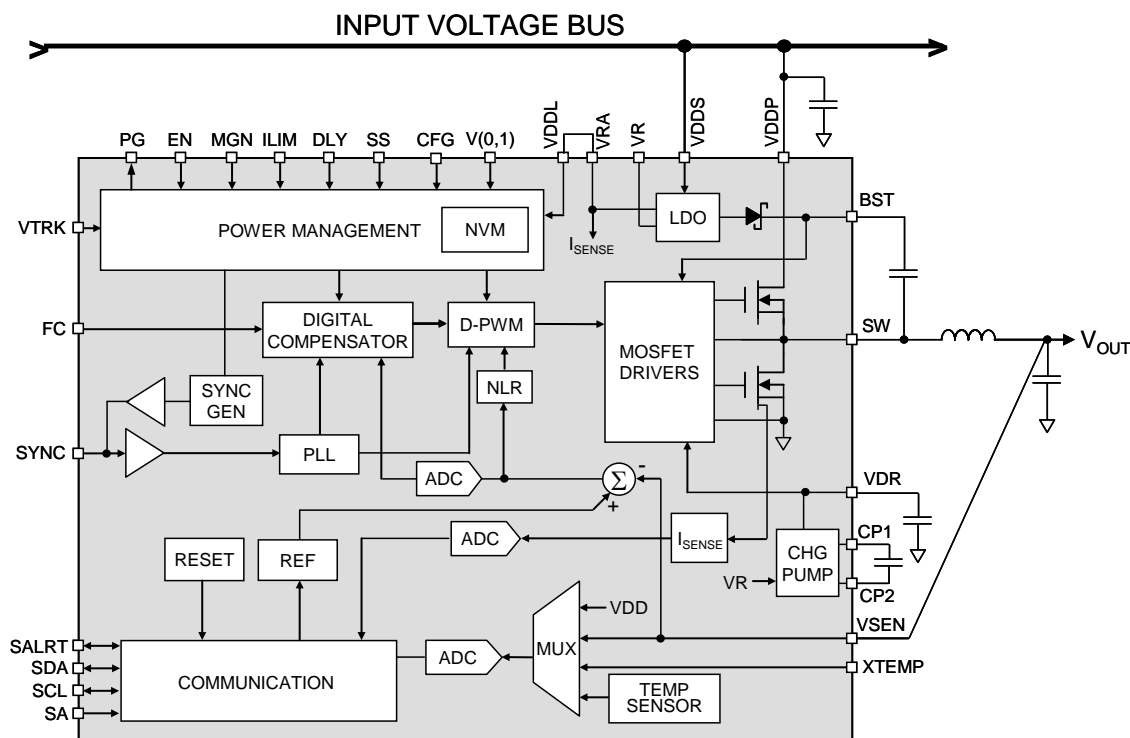 INPUT VOLTAGE BUS
VDDL
VRA
VR
VDDS
VDDP
PG
EN
MGN
ILIM
DLY
SS
CFG
V(0,1)
VTRK
POWER MANAGEMENT
NVM
I_SENSE
LDO
BST
FC
DIGITAL
COMPENSATOR
D-PWM
MOSFET
DRIVERS
SW
V_OUT
SYNC
GEN
NLR
SYNC
PLL
ADC
Σ
-
+
VDR
RESET
REF
ADC
I_SENSE
CHG
PUMP
VR
CP1
CP2
VDD
VSEN
SALRT
SDA
SCL
SA
COMMUNICATION
ADC
MUX
XTEMP
TEMP
SENSOR